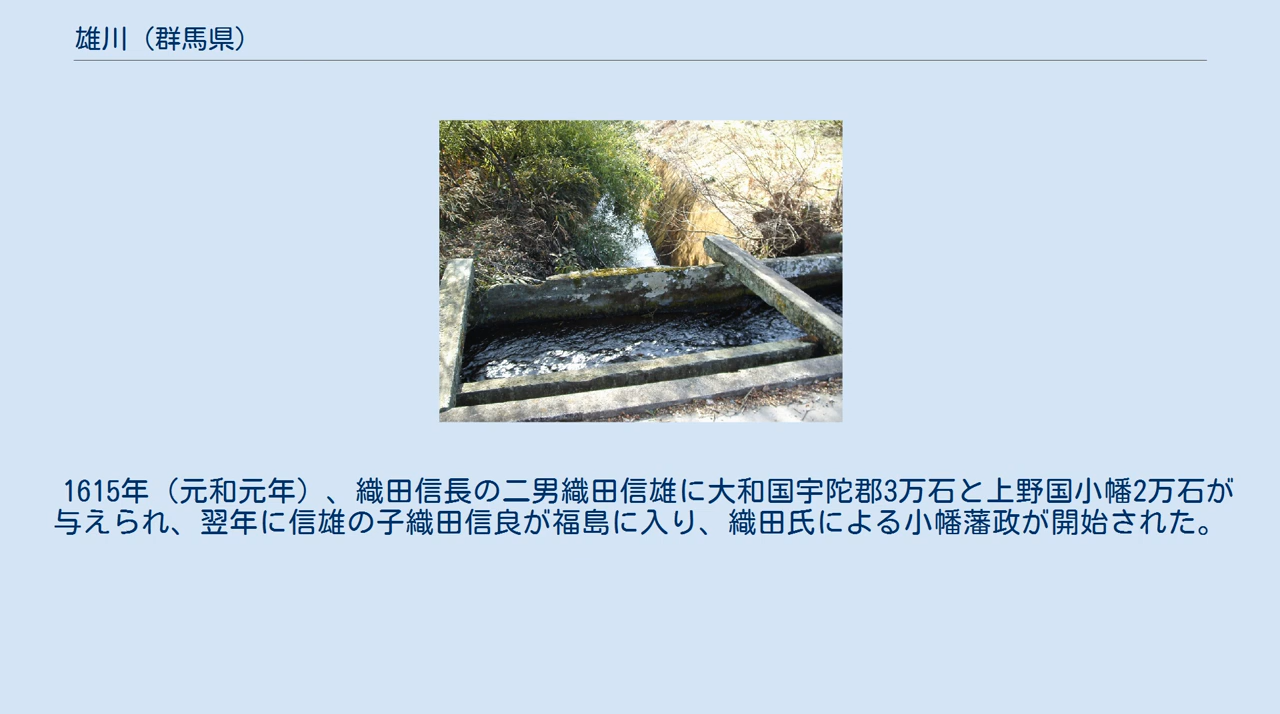 雄川（群馬県）
1615年（元和元年）、織田信長の二男織田信雄に大和国宇陀郡3万石と上野国小幡2万石が
与えられ、翌年に信雄の子織田信良が福島に入り、織田氏による小幡藩政が開始された。